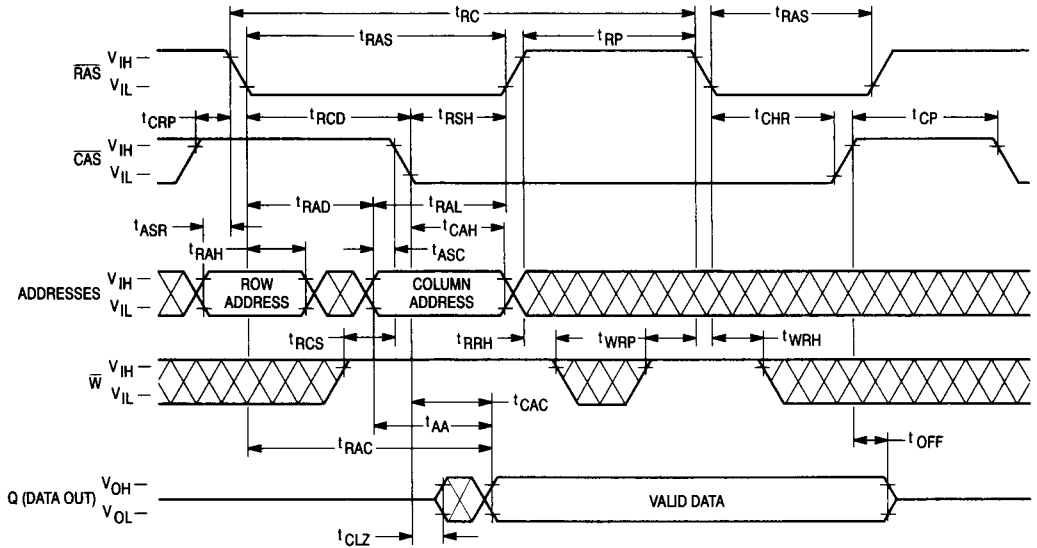 tRC
tRAS
tRP
tRAS
RAS
VIH
VIL
tCRP
tRCD
tRSH
tCHR
tCP
CAS
VIH
VIL
tRAD
tRAL
tASR
tCAH
tRAH
tASC
ADDRESSES
VIH
VIL
ROW
ADDRESS
COLUMN
ADDRESS
tRCS
tRRH
tWRP
tWRH
W
VIH
VIL
tCAC
tAA
tRAC
tOFF
Q (DATA OUT)
VOH
VOL
VALID DATA
tCLZ